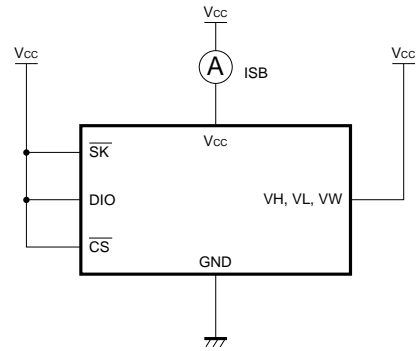 Vcc
Vcc
Vcc
A
ISB
Vcc
SK
DIO
VH, VL, VW
CS
GND